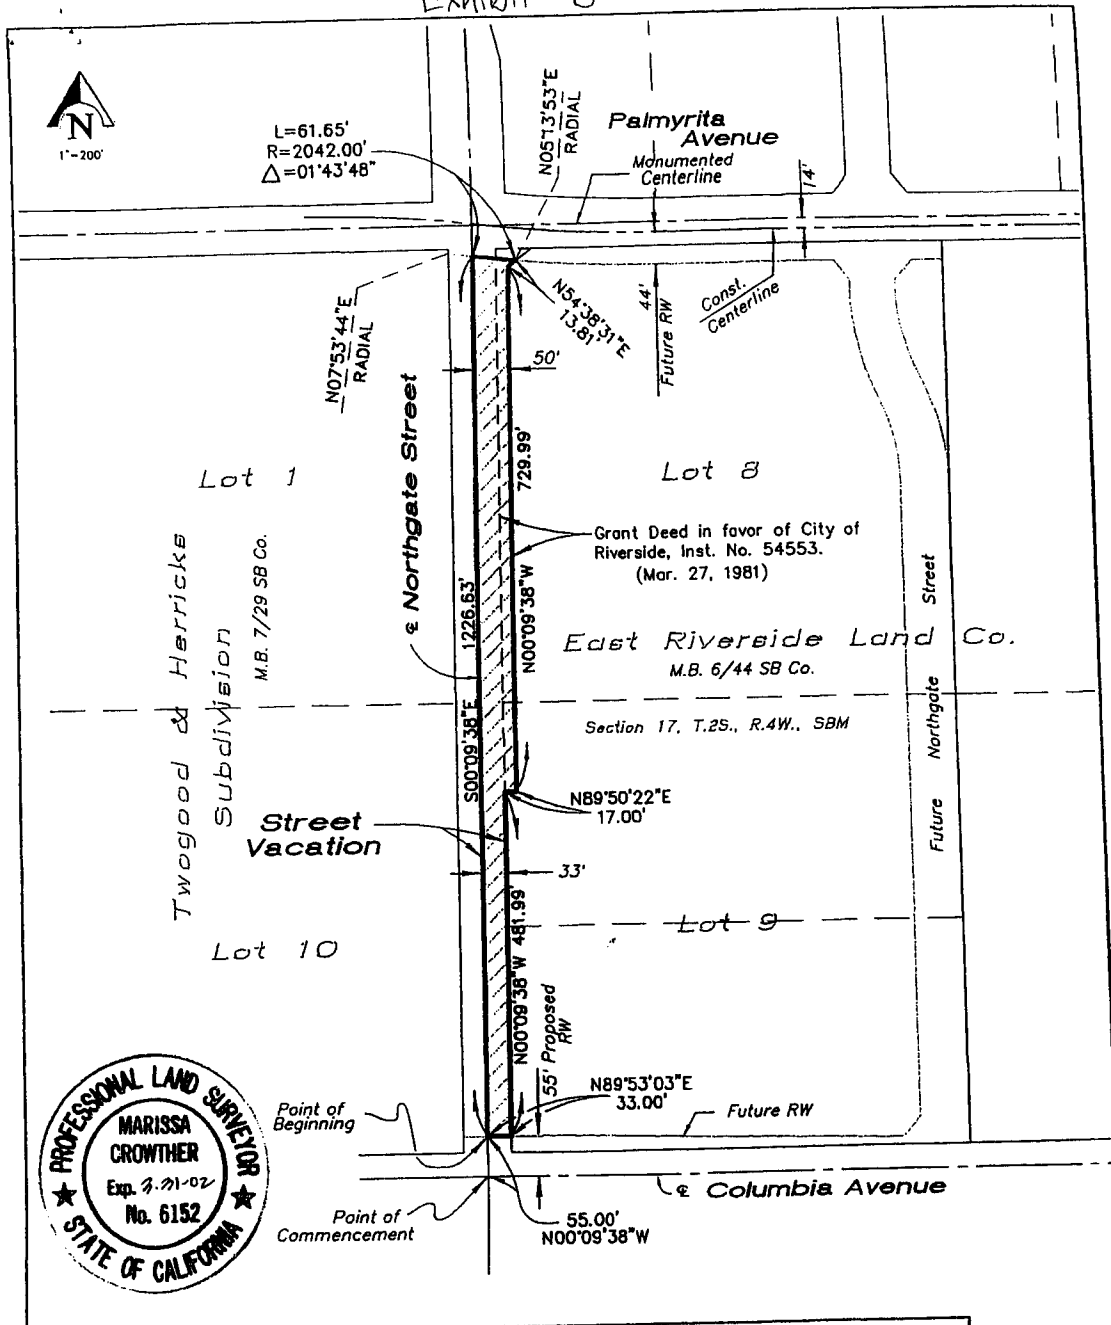 Exhibit
N
1"-200'
L=61.65'
R=2042.00'
△=01°43'48"
N05°13'53"E
RADIAL
Palmyrita
Avenue
Monumented
Centerline
14'
N07°53'44"E
RADIAL
N54°38'31"E
13.81'
44'
Future RW
Const.
Centerline
50'
℄ Northgate Street
729.99'
Lot 1
Lot 8
Grant Deed in favor of City of
Riverside, Inst. No. 54553.
(Mar. 27, 1981)
Twogood & Herricks
Subdivision
M.B. 7/29 SB Co.
1226.63'
S00°09'38"E
N00°09'38"W
East Riverside Land Co.
M.B. 6/44 SB Co.
Section 17, T.2S., R.4W., SBM
Future Northgate Street
N89°50'22"E
17.00'
Street
Vacation
33'
Lot 10
Lot 9
N00°09'38"W 481.99'
55' Proposed
RW
N89°53'03"E
33.00'
Future RW
Point of
Beginning
℄ Columbia Avenue
Point of
Commencement
55.00'
N00°09'38"W
PROFESSIONAL LAND SURVEYOR
MARISSA
CROWTHER
Exp. 3-31-02
No. 6152
STATE OF CALIFORNIA